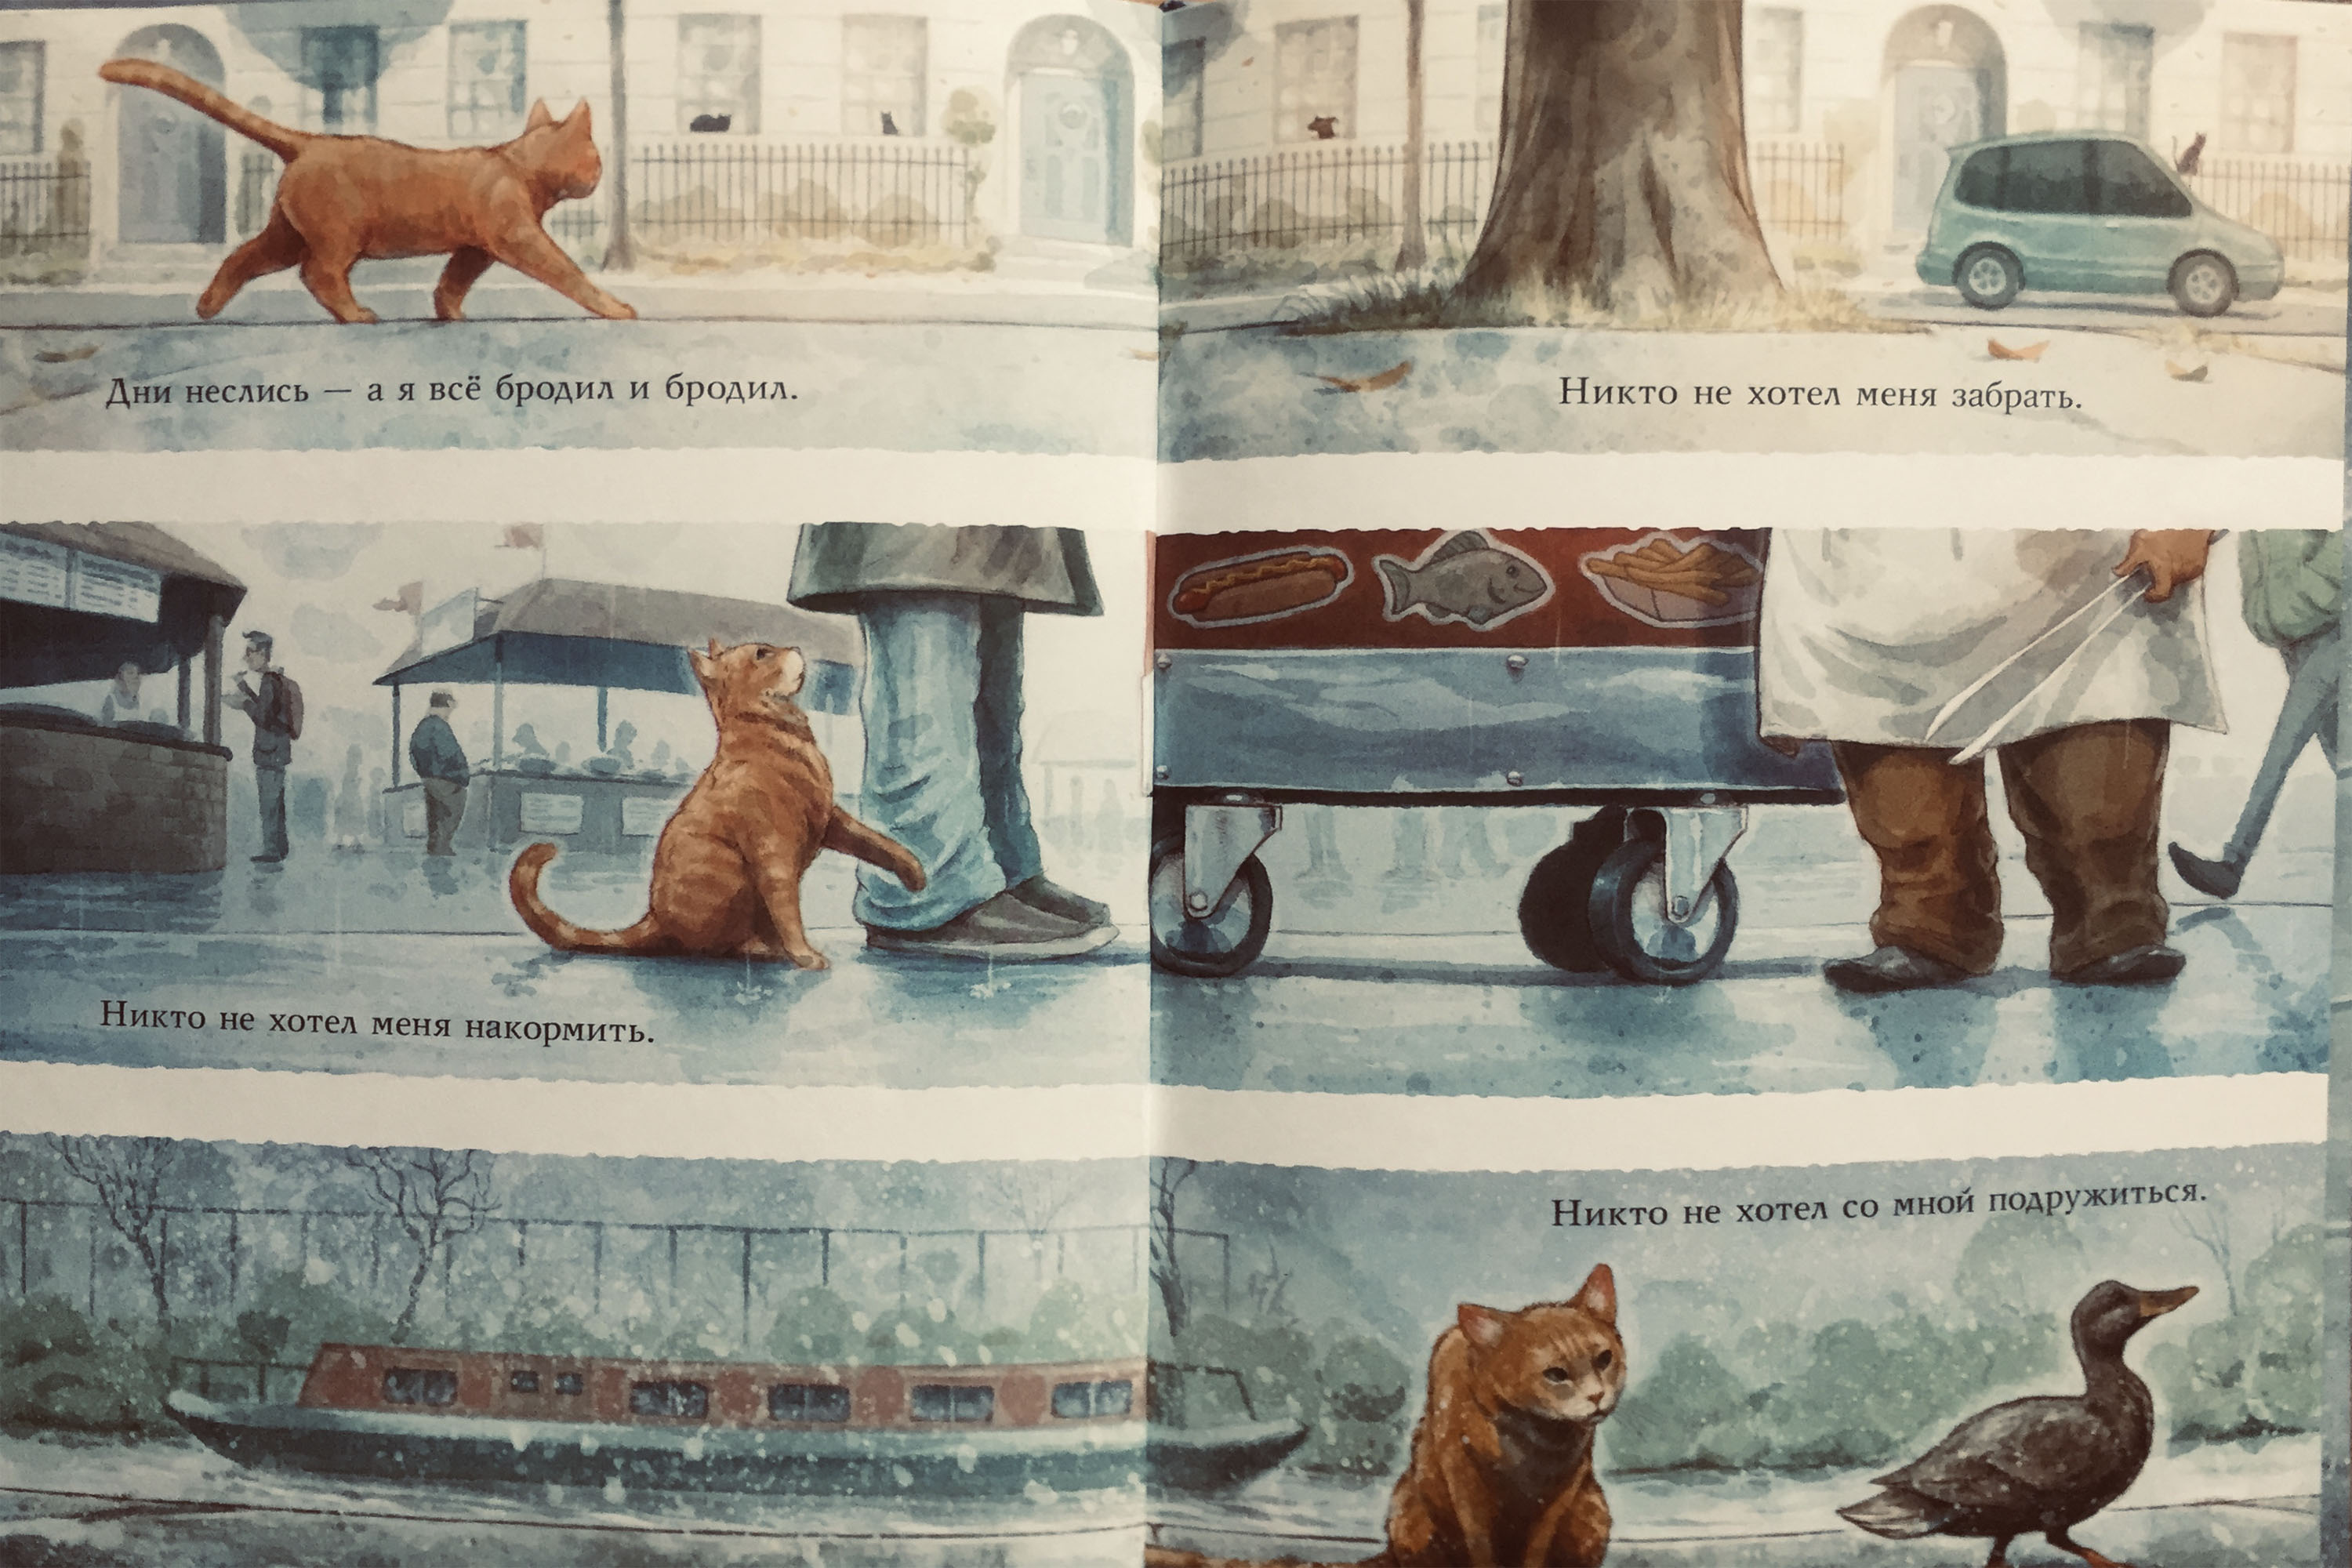 Дни неслись — а я всё бродил и бродил.
Никто не хотел меня забрать.
Никто не хотел меня накормить.
Никто не хотел со мной подружиться.